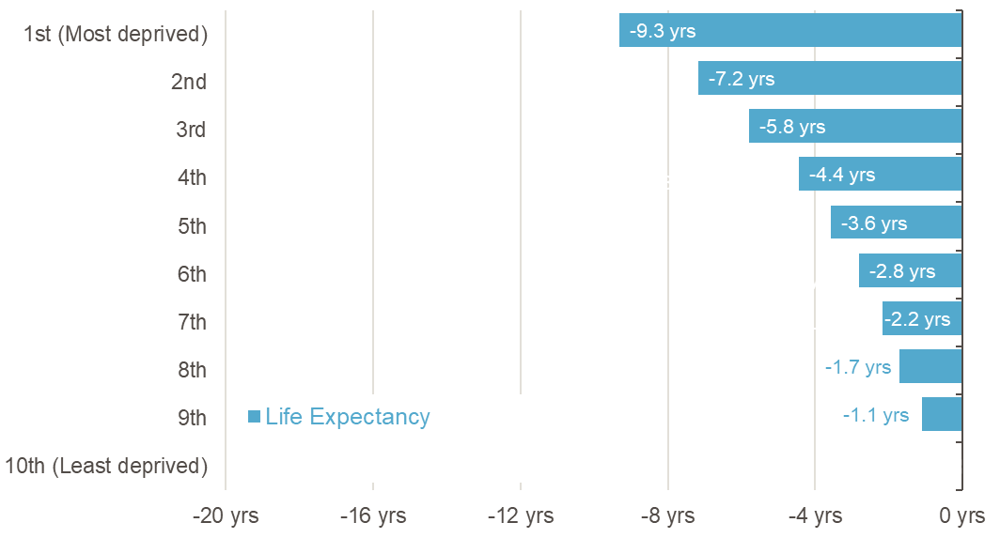 1st (Most deprived) -9.3 yrs
2nd -7.2 yrs
3rd -5.8 yrs
4th -4.4 yrs
5th -3.6 yrs
6th -2.8 yrs
7th -2.2 yrs
8th -1.7 yrs
9th Life Expectancy -1.1 yrs
10th (Least deprived)
-20 yrs -16 yrs -12 yrs -8 yrs -4 yrs 0 yrs